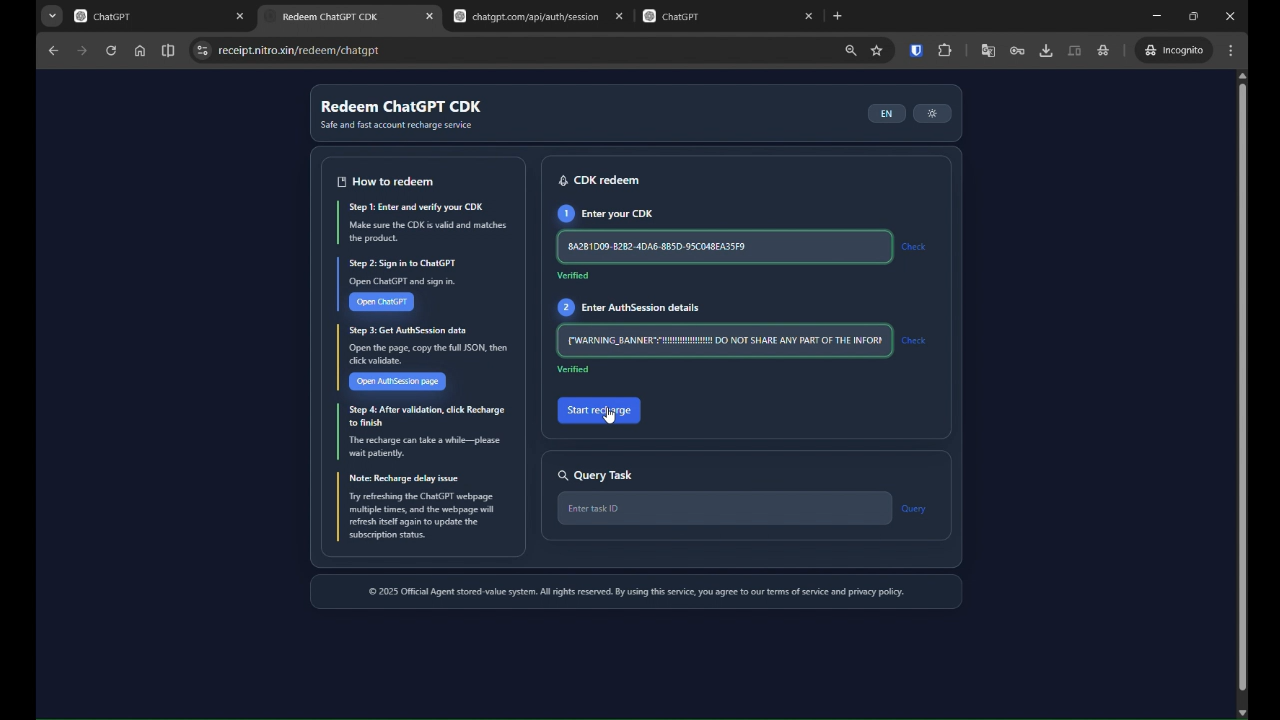 ChatGPT
Redeem ChatGPT CDK
chatgpt.com/api/auth/session
ChatGPT
receipt.nitro.xin/redeem/chatgpt
Incognito
Redeem ChatGPT CDK
Safe and fast account recharge service
EN
How to redeem
Step 1: Enter and verify your CDK
Make sure the CDK is valid and matches
the product.
Step 2: Sign in to ChatGPT
Open ChatGPT and sign in.
Open ChatGPT
Step 3: Get AuthSession data
Open the page, copy the full JSON, then
click validate.
Open AuthSession page
Step 4: After validation, click Recharge
to finish
The recharge can take a while—please
wait patiently.
Note: Recharge delay issue
Try refreshing the ChatGPT webpage
multiple times, and the webpage will
refresh itself again to update the
subscription status.
CDK redeem
1 Enter your CDK
8A2B1D09-B2B2-4DA6-8B5D-95C048EA35F9
Check
Verified
2 Enter AuthSession details
{"WARNING_BANNER":"!!!!!!!!!!!!!!!!!!!! DO NOT SHARE ANY PART OF THE INFORM
Check
Verified
Start recharge
Query Task
Enter task ID
Query
© 2025 Official Agent stored-value system. All rights reserved. By using this service, you agree to our terms of service and privacy policy.